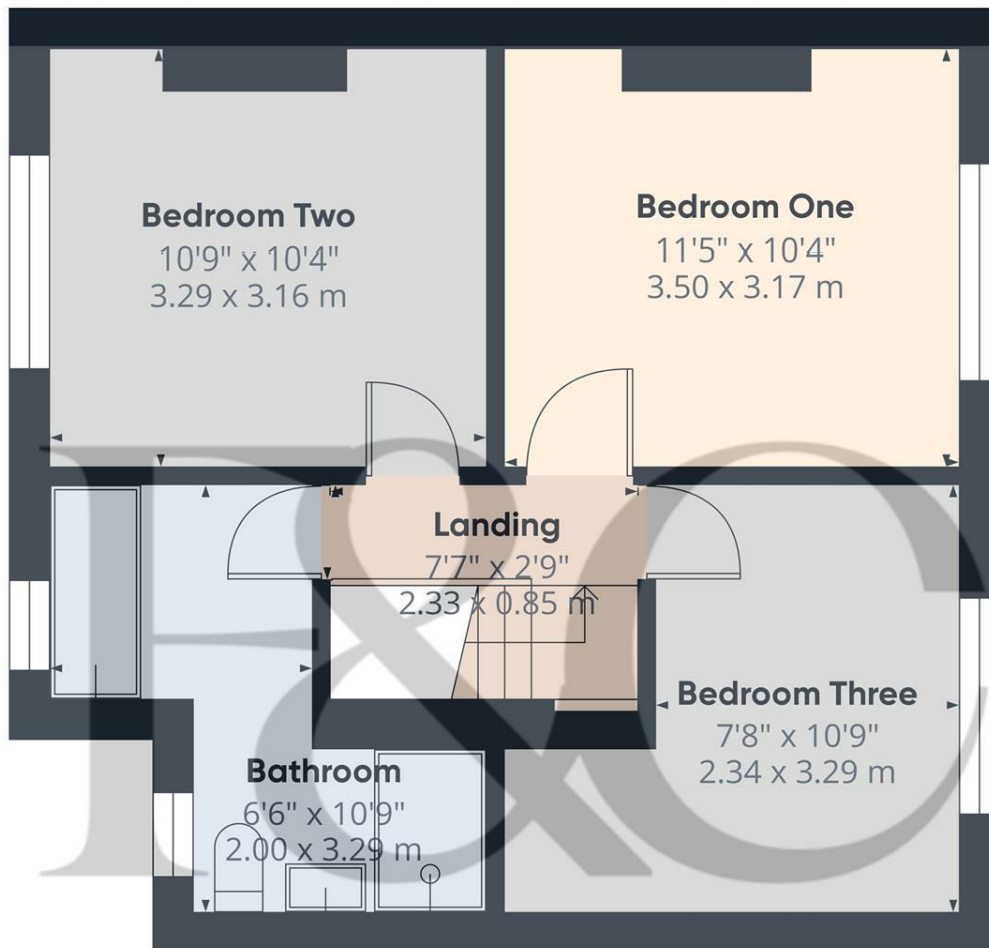 Bedroom Two
10'9" x 10'4"
3.29 x 3.16 m
Bedroom One
11'5" x 10'4"
3.50 x 3.17 m
Landing
7'7" x 2'9"
2.33 x 0.85 m
Bedroom Three
7'8" x 10'9"
2.34 x 3.29 m
Bathroom
6'6" x 10'9"
2.00 x 3.29 m
F&C